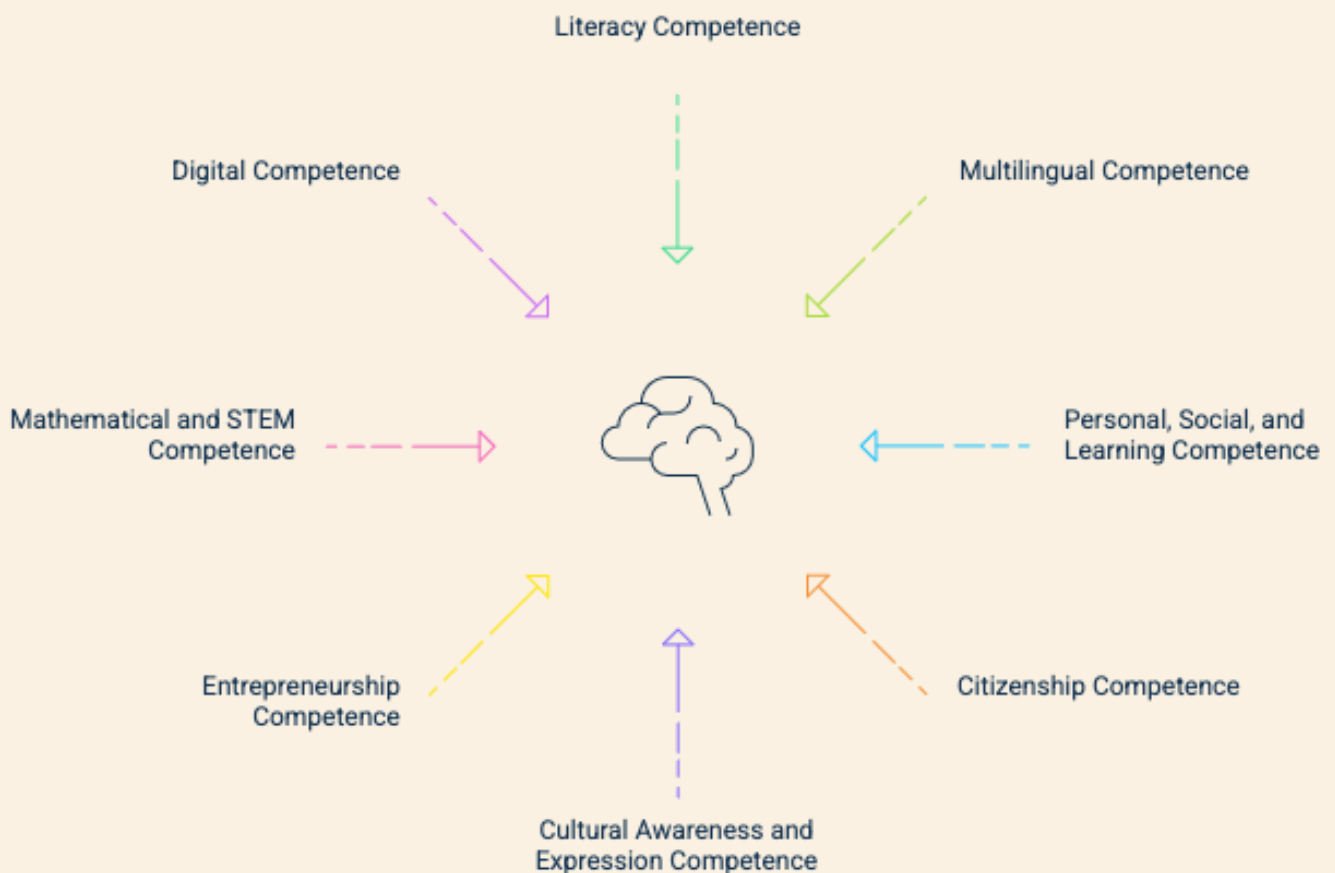 Literacy Competence
Digital Competence
Multilingual Competence
Mathematical and STEM
Competence
Personal, Social, and
Learning Competence
Entrepreneurship
Competence
Citizenship Competence
Cultural Awareness and
Expression Competence